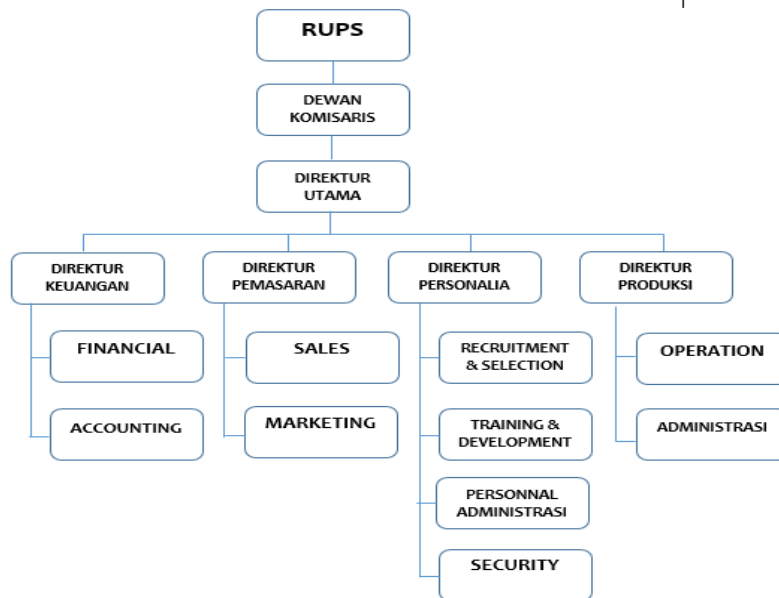 RUPS
DEWAN
KOMISARIS
DIREKTUR
UTAMA
DIREKTUR
KEUANGAN
DIREKTUR
PEMASARAN
DIREKTUR
PERSONALIA
DIREKTUR
PRODUKSI
FINANCIAL
ACCOUNTING
SALES
MARKETING
RECRUITMENT
& SELECTION
TRAINING &
DEVELOPMENT
PERSONNAL
ADMINISTRASI
SECURITY
OPERATION
ADMINISTRASI